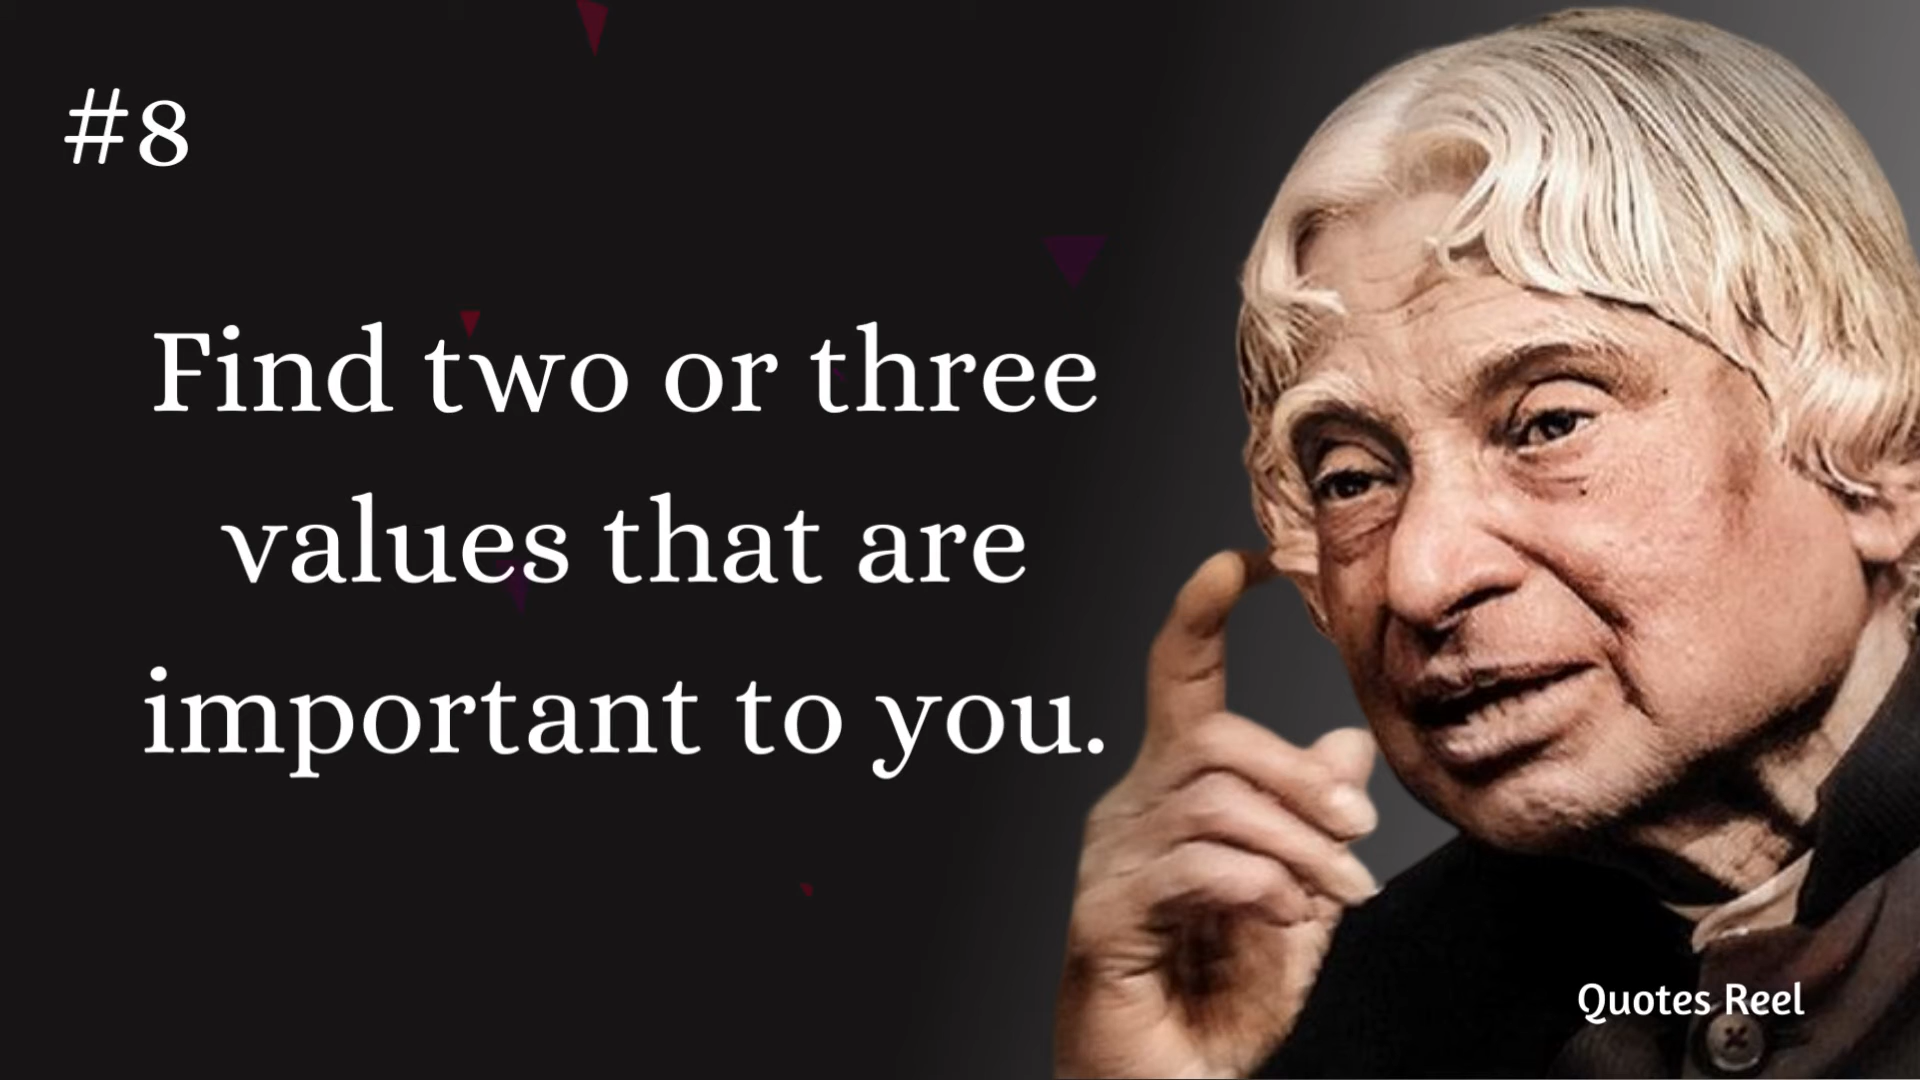 #8
Find two or three
values that are
important to you.
Quotes Reel